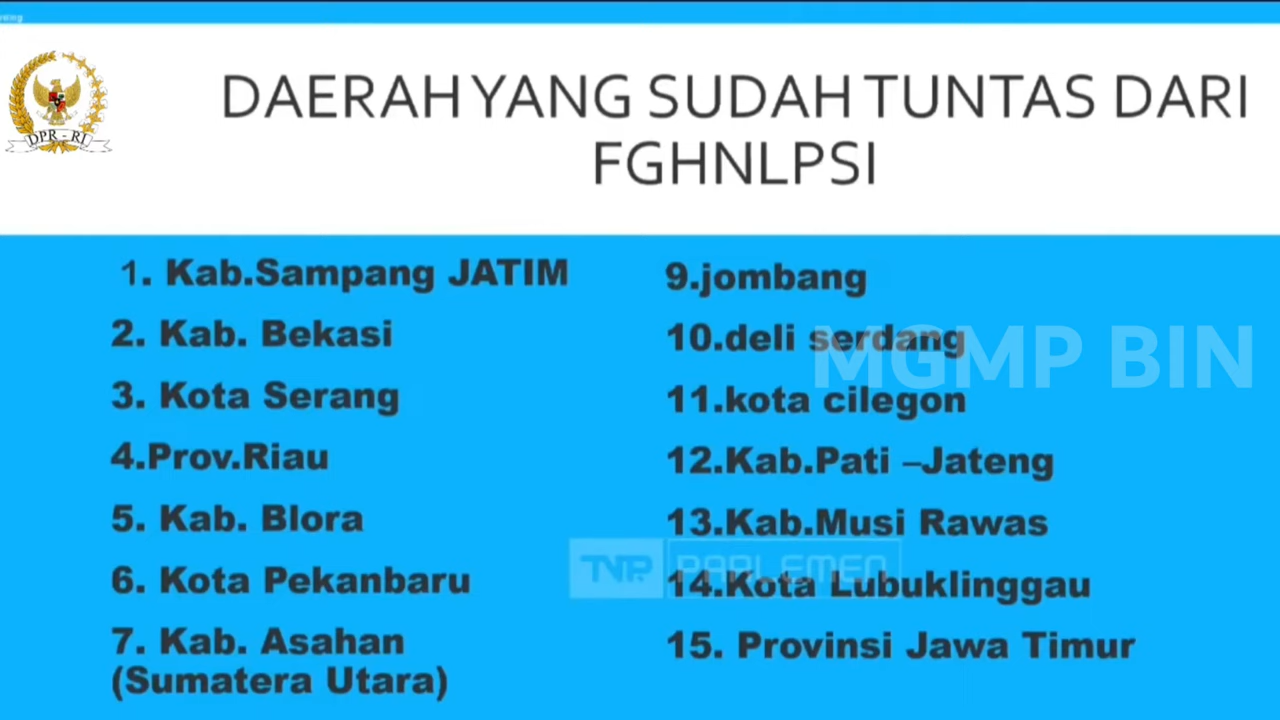 DAERAH YANG SUDAH TUNTAS DARI
FGHNLPSI
DPR - RI
1. Kab.Sampang JATIM
2. Kab. Bekasi
3. Kota Serang
4.Prov.Riau
5. Kab. Blora
6. Kota Pekanbaru
7. Kab. Asahan
(Sumatera Utara)
9.jombang
10.deli serdang
11.kota cilegon
12.Kab.Pati –Jateng
13.Kab.Musi Rawas
14.Kota Lubuklinggau
15. Provinsi Jawa Timur
MGMP BIN
TVP PARLEMEN